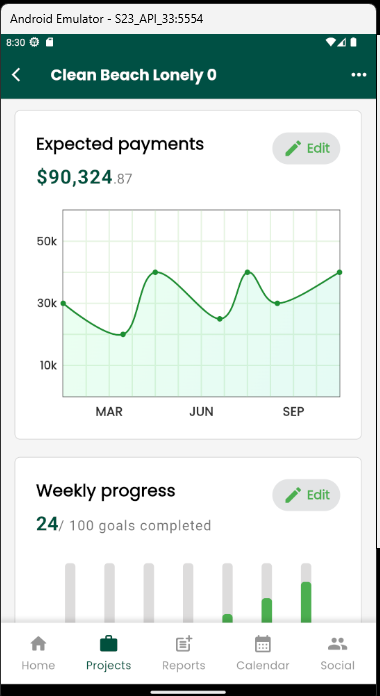 Android Emulator - S23_API_33:5554
8:30
Clean Beach Lonely 0
Expected payments
Edit
$90,324.87
50k
30k
10k
MAR JUN SEP
Weekly progress
Edit
24/ 100 goals completed
Home Projects Reports Calendar Social